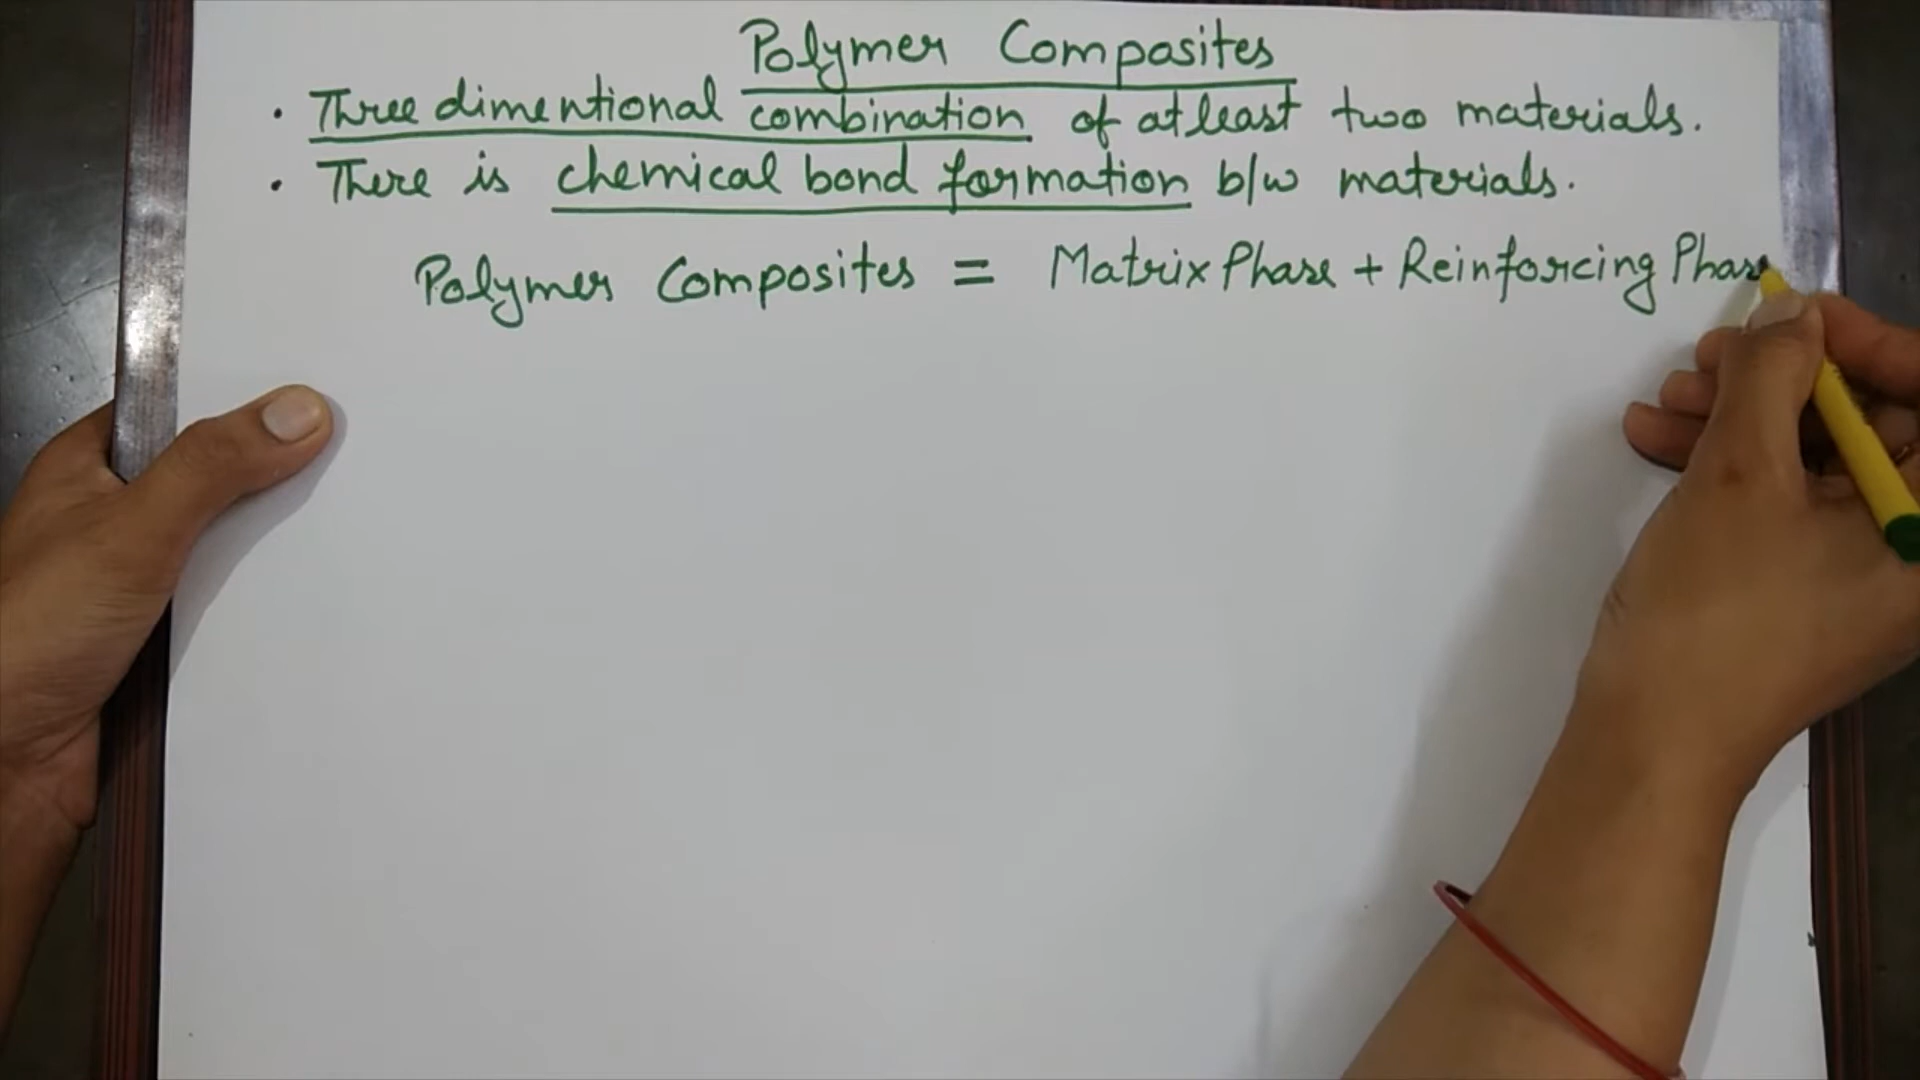 Polymer Composites
• Three dimentional combination of atleast two materials.
• There is chemical bond formation b/w materials.
Polymer Composites = Matrix Phase + Reinforcing Phase